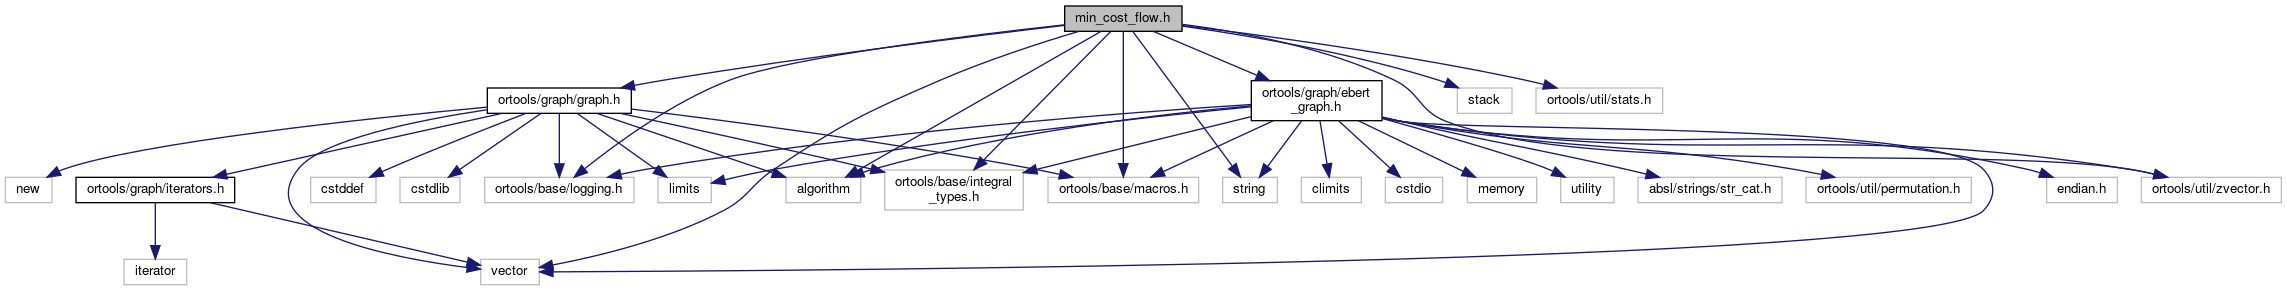 min_cost_flow.h
ortools/graph/graph.h
ortools/graph/ebert
_graph.h
stack
ortools/util/stats.h
new
ortools/graph/iterators.h
cstddef
cstdlib
ortools/base/logging.h
limits
algorithm
ortools/base/integral
_types.h
ortools/base/macros.h
string
climits
cstdio
memory
utility
absl/strings/str_cat.h
ortools/util/permutation.h
endian.h
ortools/util/zvector.h
iterator
vector